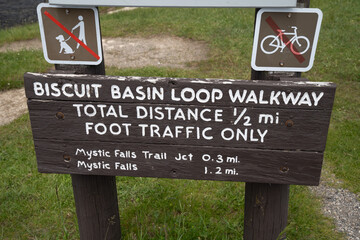 BISCUIT BASIN LOOP WALKWAY
TOTAL DISTANCE 1/2 mi
FOOT TRAFFIC ONLY
Mystic Falls Trail Jct 0.3 mi.
Mystic Falls 1.2 mi.